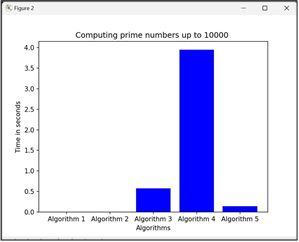 Figure 2
Computing prime numbers up to 10000
4.0
3.5
3.0
2.5
2.0
1.5
1.0
0.5
0.0
Time in seconds
Algorithm 1 Algorithm 2 Algorithm 3 Algorithm 4 Algorithm 5
Algorithms